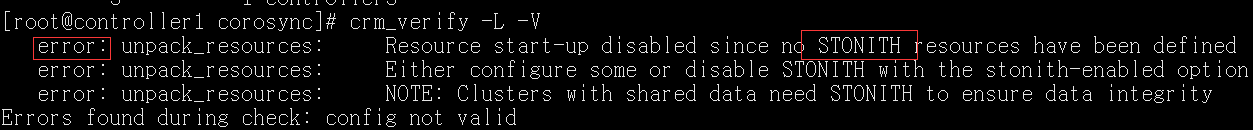 [root@controller1 corosync]# crm_verify -L -V
error: unpack_resources: Resource start-up disabled since no STONITH resources have been defined
error: unpack_resources: Either configure some or disable STONITH with the stonith-enabled option
error: unpack_resources: NOTE: Clusters with shared data need STONITH to ensure data integrity
Errors found during check: config not valid